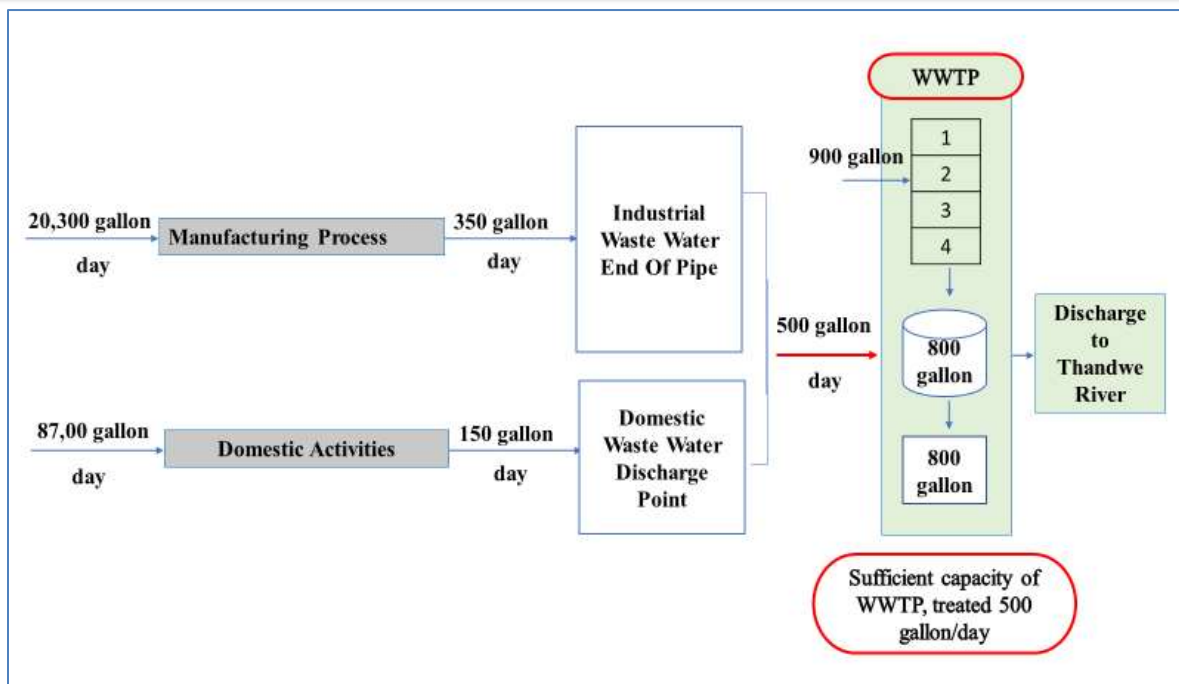 WWTP
1
900 gallon
2
3
4
20,300 gallon
day
Manufacturing Process
350 gallon
day
Industrial
Waste Water
End Of Pipe
500 gallon
day
800
gallon
Discharge
to
Thandwe
River
87,00 gallon
day
Domestic Activities
150 gallon
day
Domestic
Waste Water
Discharge
Point
800
gallon
Sufficient capacity of
WWTP, treated 500
gallon/day